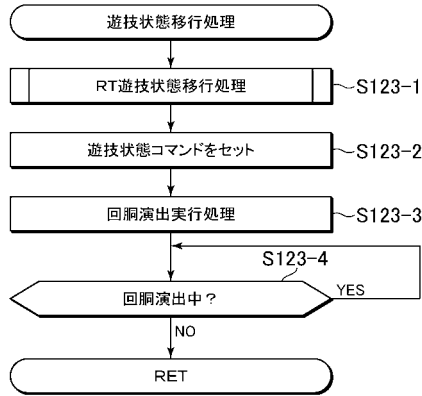 遊技状態移行処理
RT遊技状態移行処理
S123-1
遊技状態コマンドをセット
S123-2
回胴演出実行処理
S123-3
S123-4
回胴演出中？
YES
NO
RET